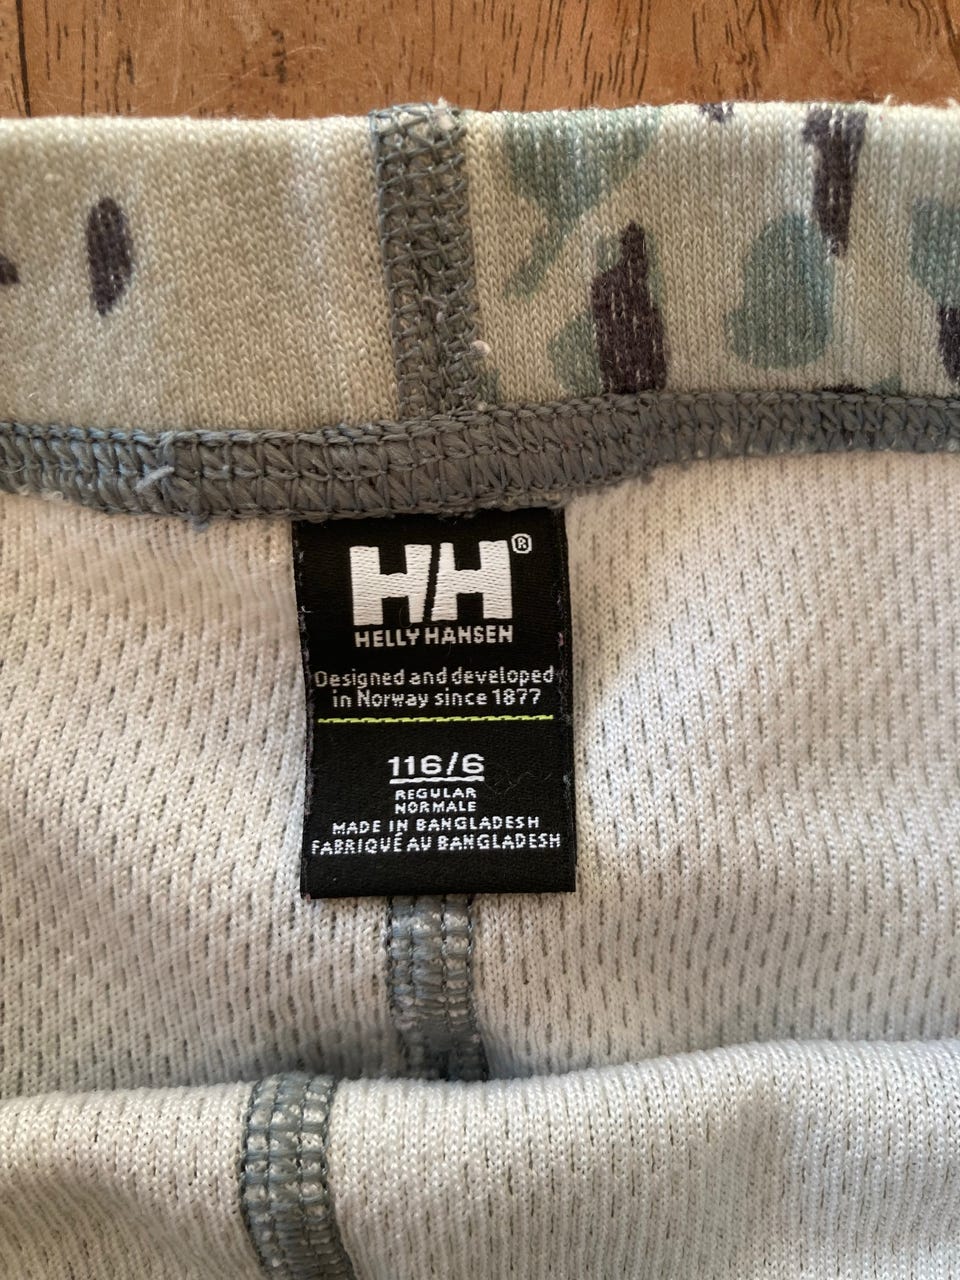 HH®
HELLY HANSEN
Designed and developed
in Norway since 1877
116/6
REGULAR
NORMALE
MADE IN BANGLADESH
FABRIQUÉ AU BANGLADESH